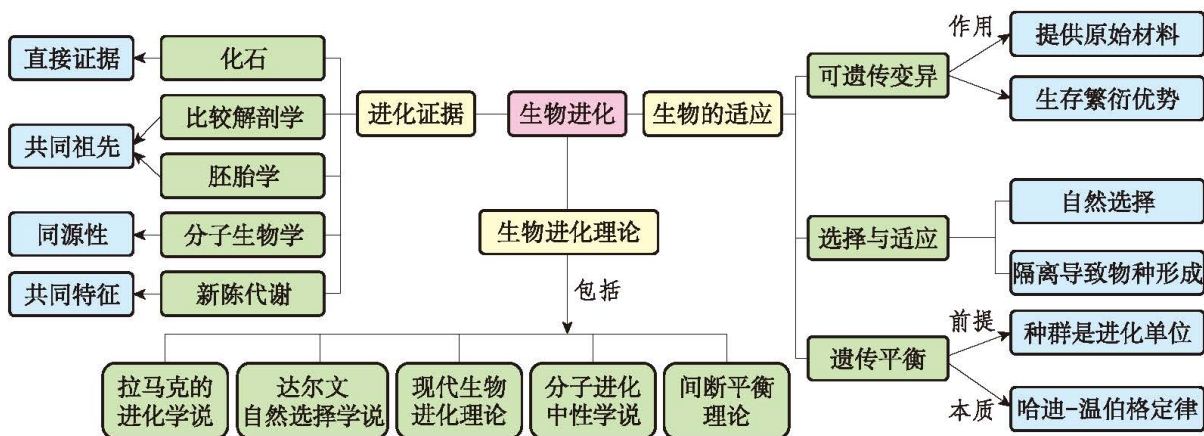 直接证据
化石
共同祖先
比较解剖学
胚胎学
同源性
分子生物学
共同特征
新陈代谢
进化证据
生物进化
生物的适应
生物进化理论
包括
拉马克的
进化学说
达尔文
自然选择学说
现代生物
进化理论
分子进化
中性学说
间断平衡
理论
可遗传变异
作用
提供原始材料
生存繁衍优势
选择与适应
自然选择
隔离导致物种形成
遗传平衡
前提
种群是进化单位
本质
哈迪-温伯格定律